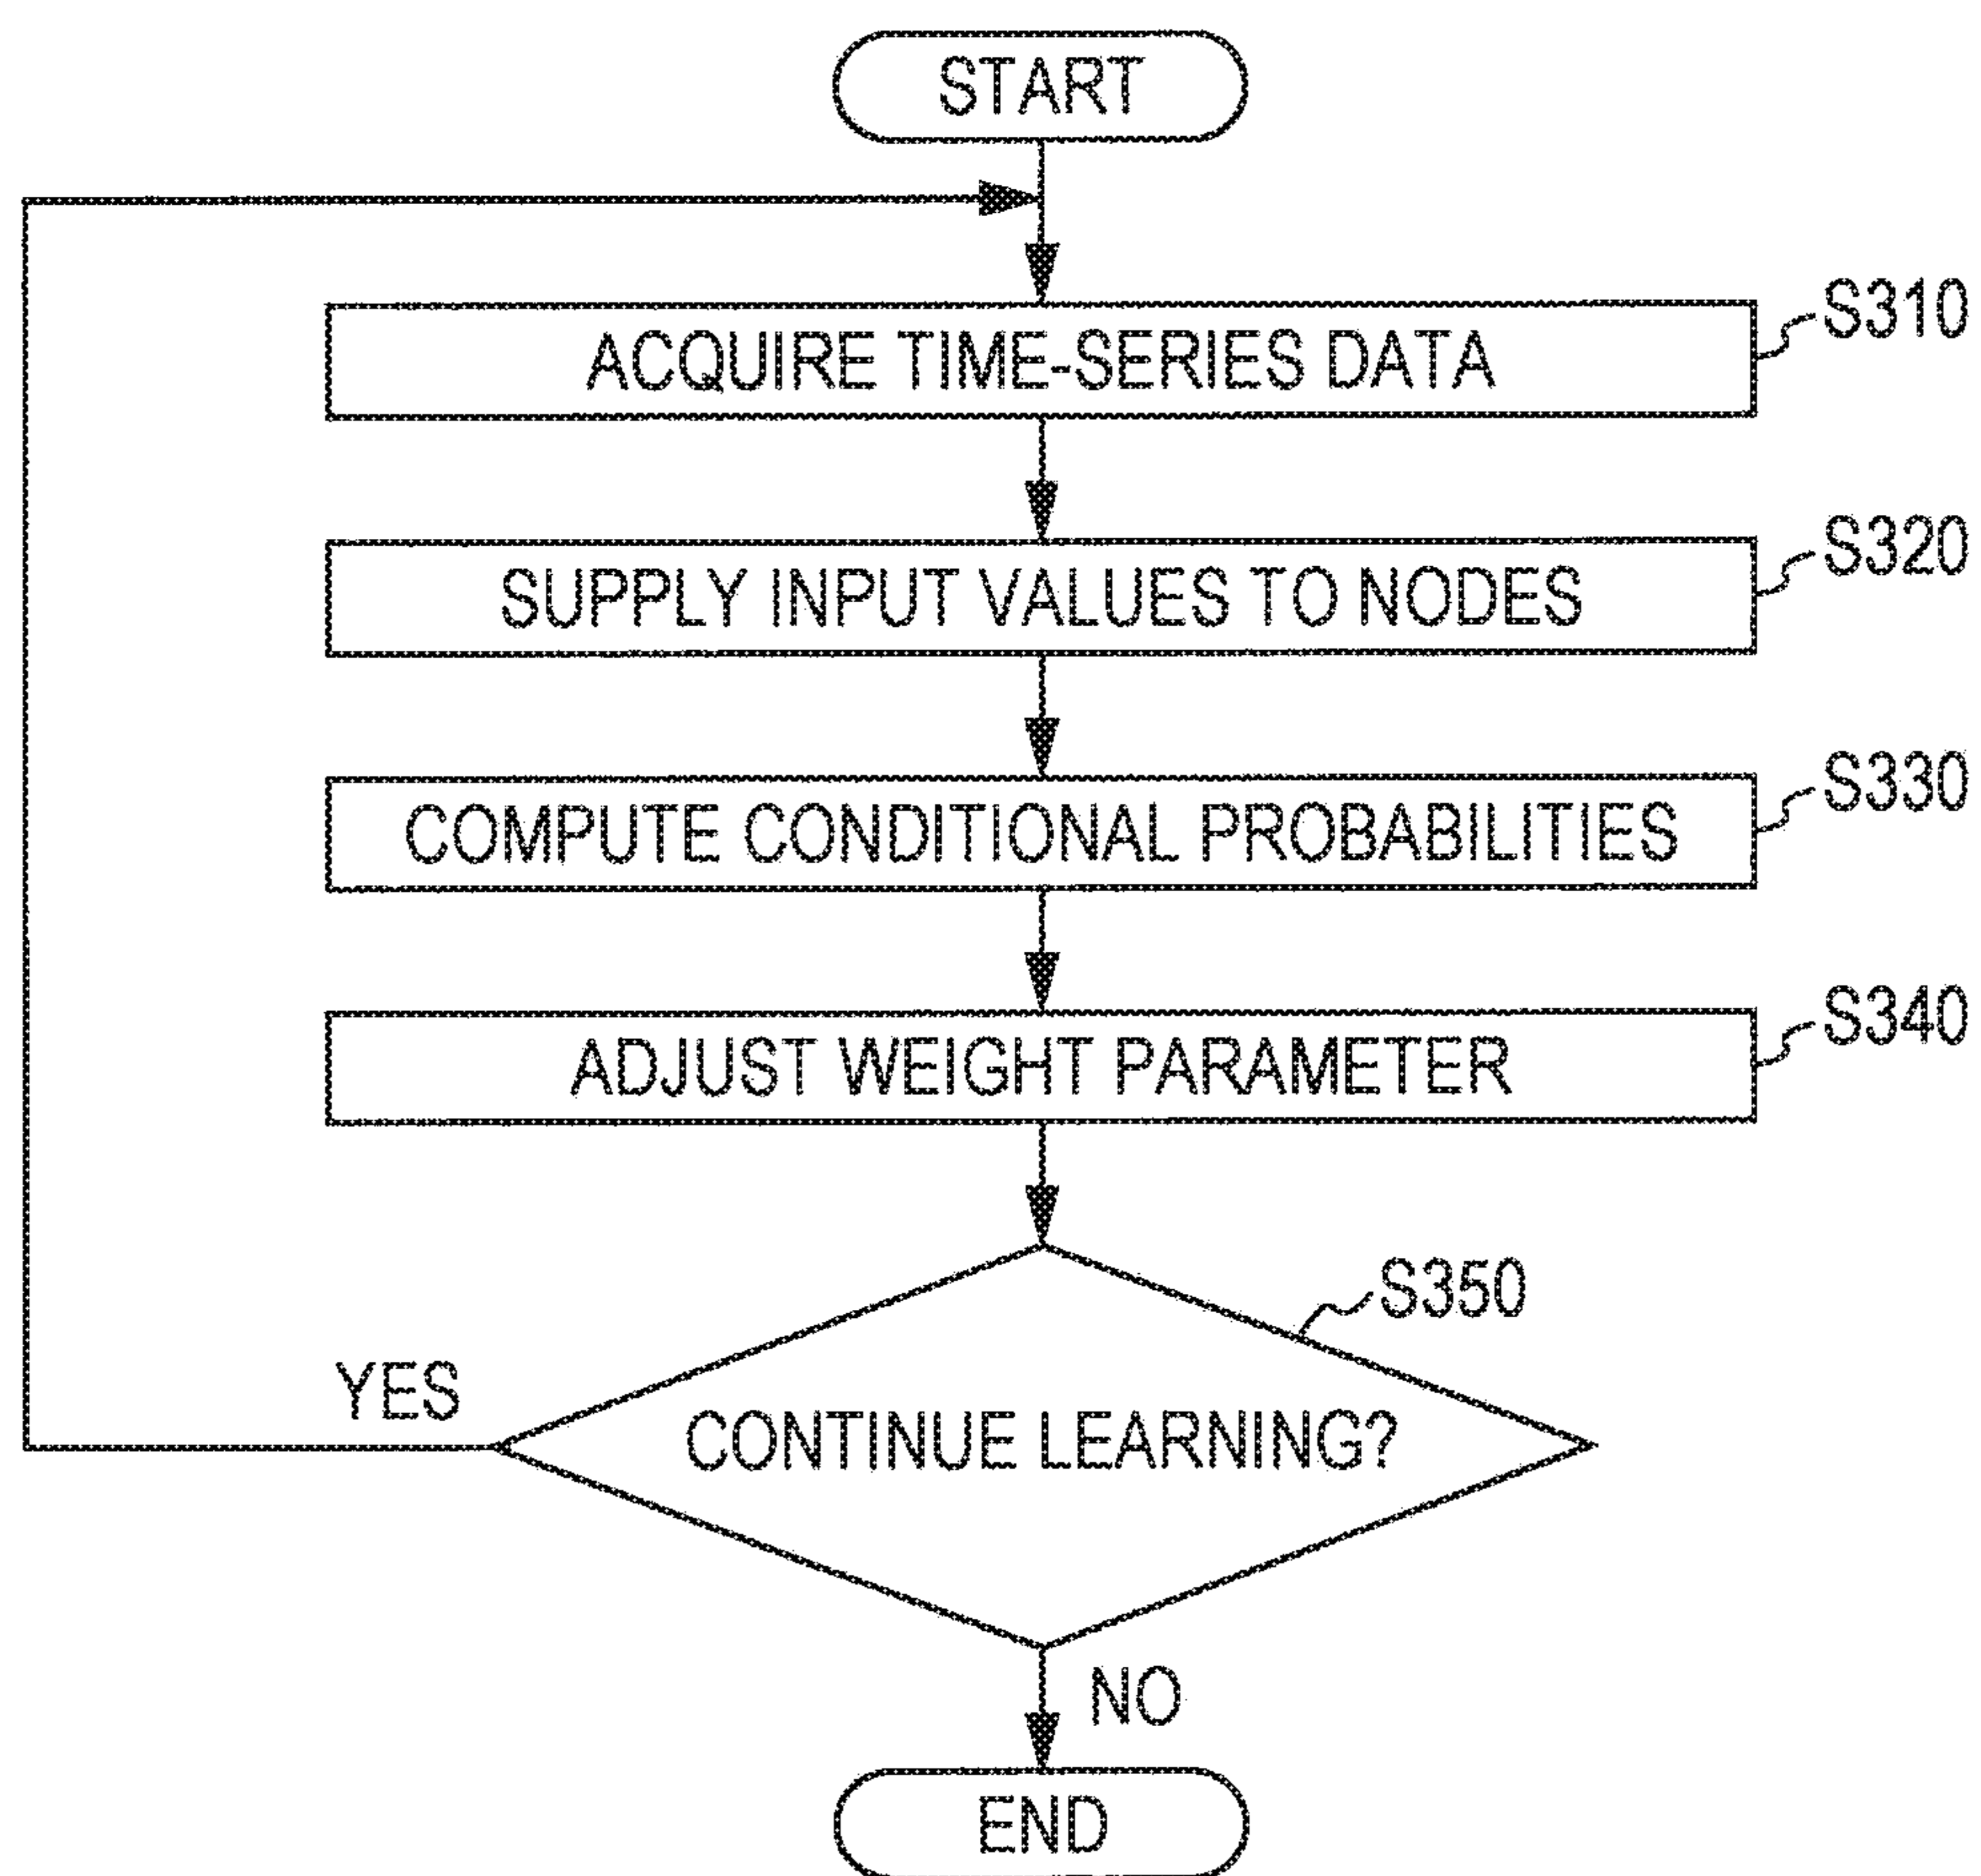 START
ACQUIRE TIME-SERIES DATA
S310
SUPPLY INPUT VALUES TO NODES
S320
COMPUTE CONDITIONAL PROBABILITIES
S330
ADJUST WEIGHT PARAMETER
S340
S350
YES
CONTINUE LEARNING?
NO
END